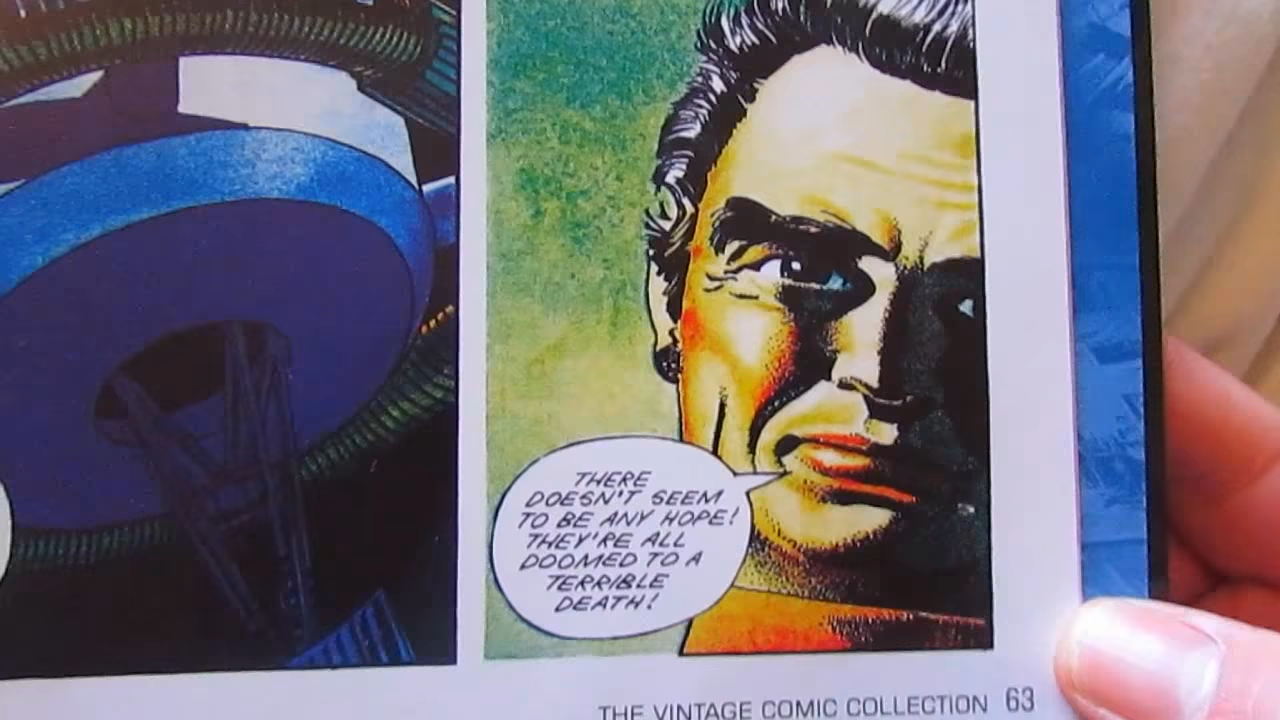 THERE
DOESN'T SEEM
TO BE ANY HOPE!
THEY'RE ALL
DOOMED TO A
TERRIBLE
DEATH!
THE VINTAGE COMIC COLLECTION 63